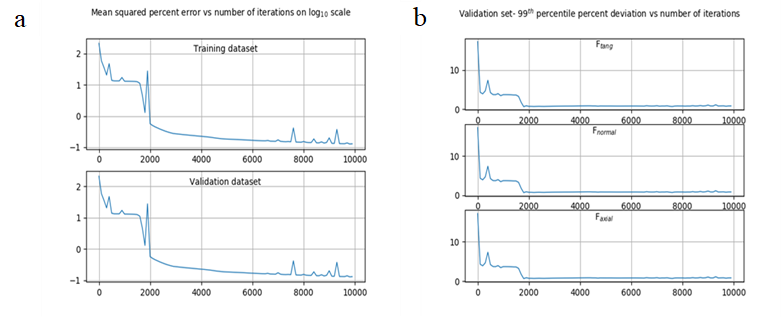 a
Mean squared percent error vs number of iterations on log10 scale
Training dataset
2
1
0
−1
0 2000 4000 6000 8000 10000
Validation dataset
2
1
0
−1
0 2000 4000 6000 8000 10000
b
Validation set- 99th percentile percent deviation vs number of iterations
Ftang
10
0
0 2000 4000 6000 8000 10000
Fnormal
10
0
0 2000 4000 6000 8000 10000
Faxial
10
0
0 2000 4000 6000 8000 10000